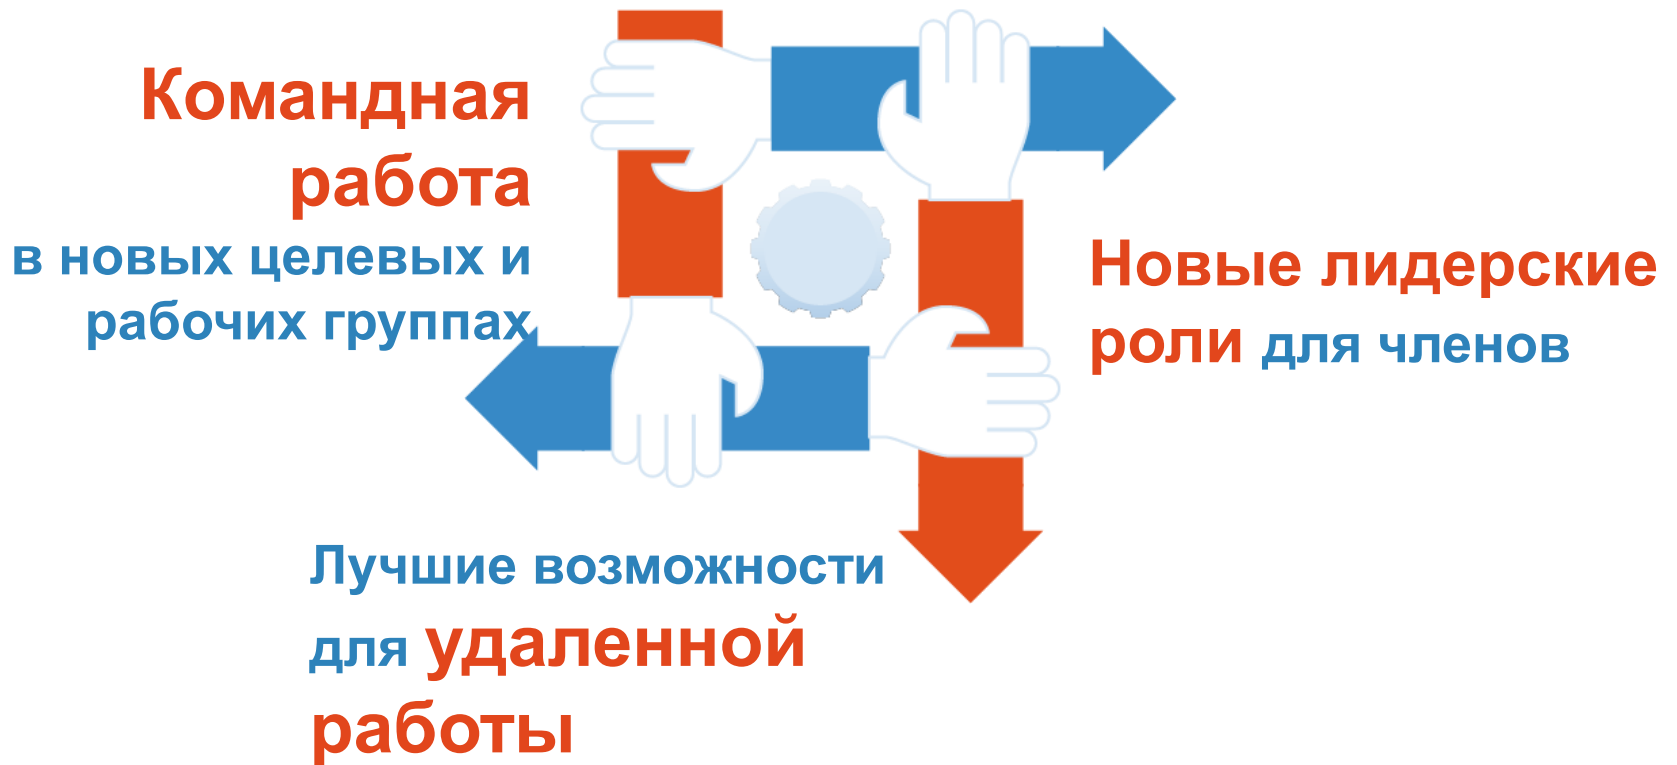 Командная
работа
в новых целевых и
рабочих группах
Новые лидерские
роли для членов
Лучшие возможности
для удаленной
работы